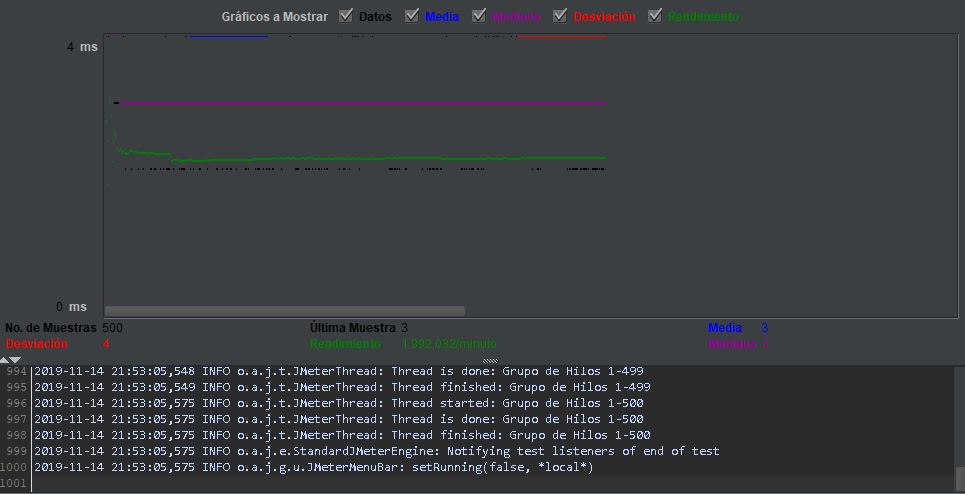 Gráficos a Mostrar Datos Media Mediana Desviación Rendimiento
4 ms
0 ms
No. de Muestras 500 Última Muestra 3 Media 3
Desviación 4 Rendimiento 1.992,032/minuto Mediana 3
994 2019-11-14 21:53:05,548 INFO o.a.j.t.JMeterThread: Thread is done: Grupo de Hilos 1-499
995 2019-11-14 21:53:05,549 INFO o.a.j.t.JMeterThread: Thread finished: Grupo de Hilos 1-499
996 2019-11-14 21:53:05,575 INFO o.a.j.t.JMeterThread: Thread started: Grupo de Hilos 1-500
997 2019-11-14 21:53:05,575 INFO o.a.j.t.JMeterThread: Thread is done: Grupo de Hilos 1-500
998 2019-11-14 21:53:05,575 INFO o.a.j.t.JMeterThread: Thread finished: Grupo de Hilos 1-500
999 2019-11-14 21:53:05,575 INFO o.a.j.e.StandardJMeterEngine: Notifying test listeners of end of test
1000 2019-11-14 21:53:05,575 INFO o.a.j.g.u.JMeterMenuBar: setRunning(false, *local*)
1001